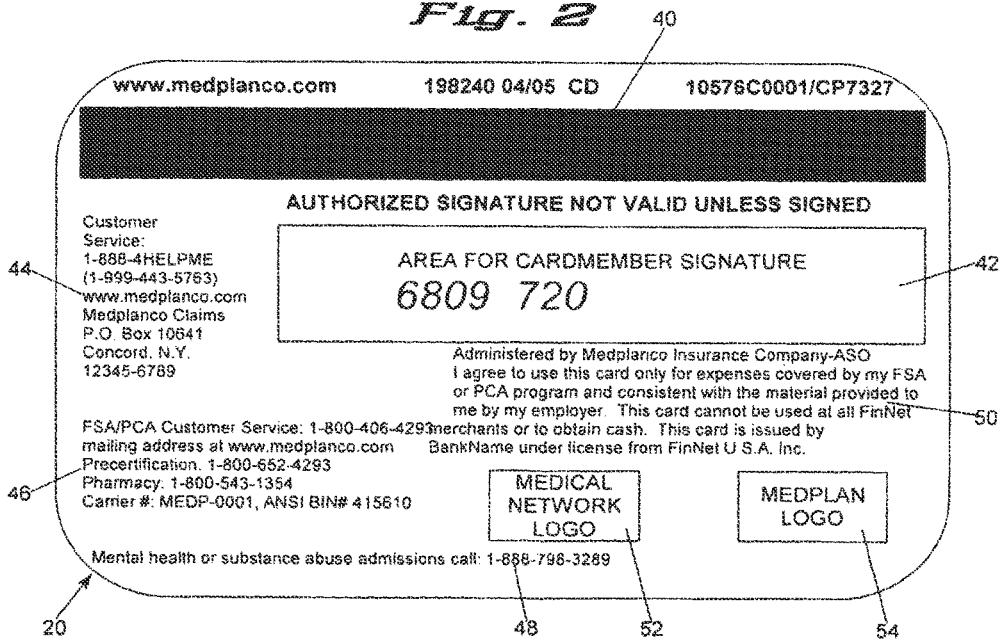 Fig. 2
40
www.medplanco.com 198240 04/05 CD 10576C0001/CP7327
AUTHORIZED SIGNATURE NOT VALID UNLESS SIGNED
Customer
Service:
1-888-4HELPME
(1-999-443-5763)
www.medplanco.com
Medplanco Claims
P.O. Box 10641
Concord, N.Y.
12345-6789
44
AREA FOR CARDMEMBER SIGNATURE
6809 720
42
Administered by Medplanco Insurance Company-ASO
I agree to use this card only for expenses covered by my FSA
or PCA program and consistent with the material provided to
me by my employer. This card cannot be used at all FinNet
merchants or to obtain cash. This card is issued by
BankName under license from FinNet U.S.A. Inc.
50
FSA/PCA Customer Service: 1-800-406-4293
mailing address at www.medplanco.com
Precertification. 1-800-652-4293
Pharmacy: 1-800-543-1354
Carrier #: MEDP-0001, ANSI BIN# 415610
46
MEDICAL
NETWORK
LOGO
MEDPLAN
LOGO
Mental health or substance abuse admissions call: 1-888-798-3289
20
48
52
54